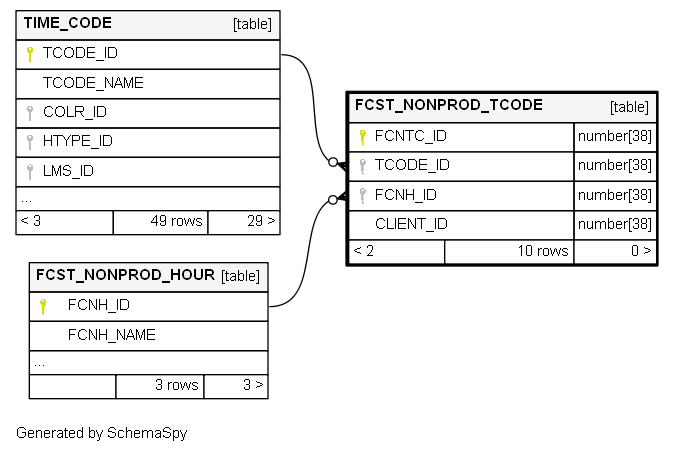 TIME_CODE [table]
TCODE_ID
TCODE_NAME
COLR_ID
HTYPE_ID
LMS_ID
...
< 3 49 rows 29 >
FCST_NONPROD_HOUR [table]
FCNH_ID
FCNH_NAME
...
3 rows 3 >
FCST_NONPROD_TCODE [table]
FCNTC_ID number[38]
TCODE_ID number[38]
FCNH_ID number[38]
CLIENT_ID number[38]
< 2 10 rows 0 >
Generated by SchemaSpy